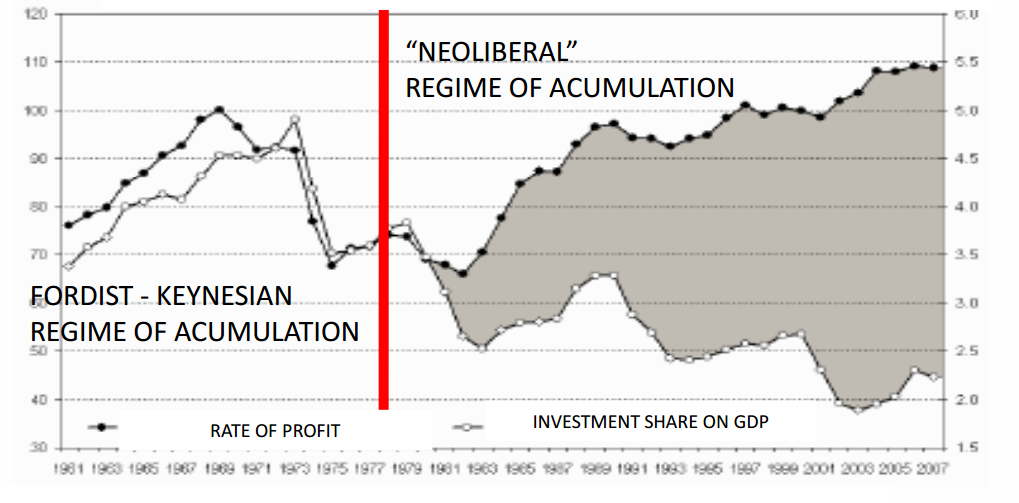 120
6.0
“NEOLIBERAL”
REGIME OF ACUMULATION
110
5.5
100
5.0
90
4.5
80
4.0
70
3.5
FORDIST - KEYNESIAN
60
3.0
REGIME OF ACUMULATION
50
2.5
40
2.0
RATE OF PROFIT
INVESTMENT SHARE ON GDP
30
1.5
1961 1963 1965 1967 1969 1971 1973 1975 1977 1979 1981 1983 1985 1987 1989 1991 1993 1995 1997 1999 2001 2003 2005 2007